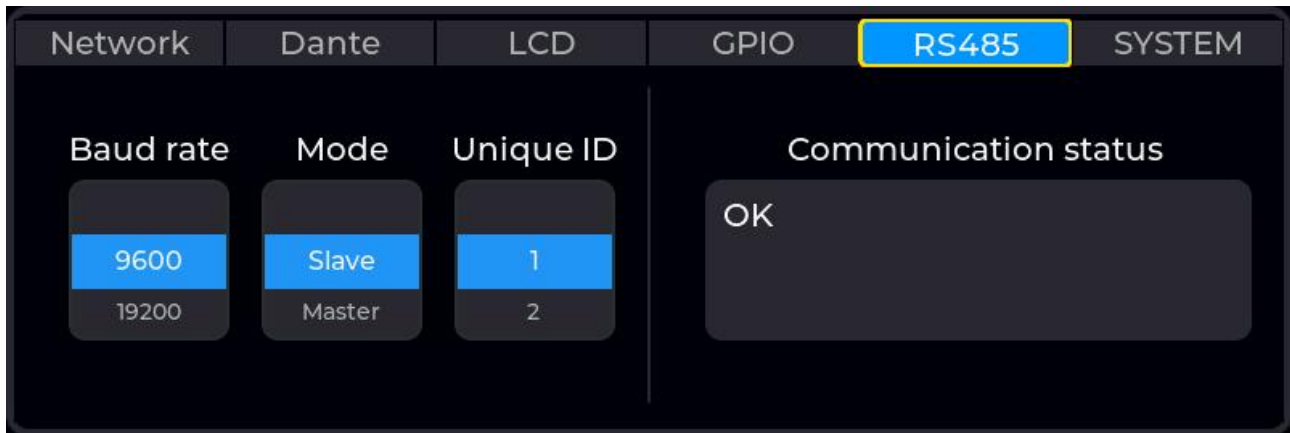 Network Dante LCD GPIO RS485 SYSTEM
Baud rate Mode Unique ID
9600 Slave 1
19200 Master 2
Communication status
OK